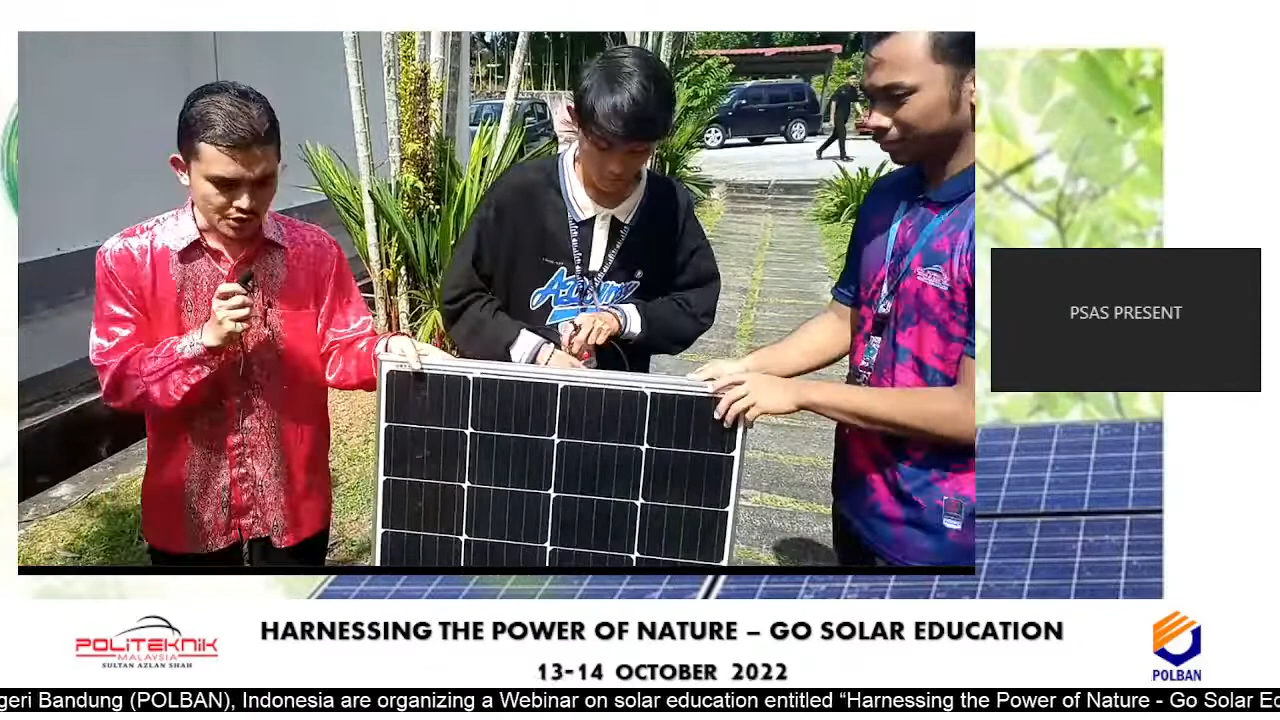 PSAS PRESENT
POLITEKNIK
MALAYSIA
SULTAN AZLAN SHAH
HARNESSING THE POWER OF NATURE – GO SOLAR EDUCATION
13-14 OCTOBER 2022
POLBAN
geri Bandung (POLBAN), Indonesia are organizing a Webinar on solar education entitled “Harnessing the Power of Nature - Go Solar Ed